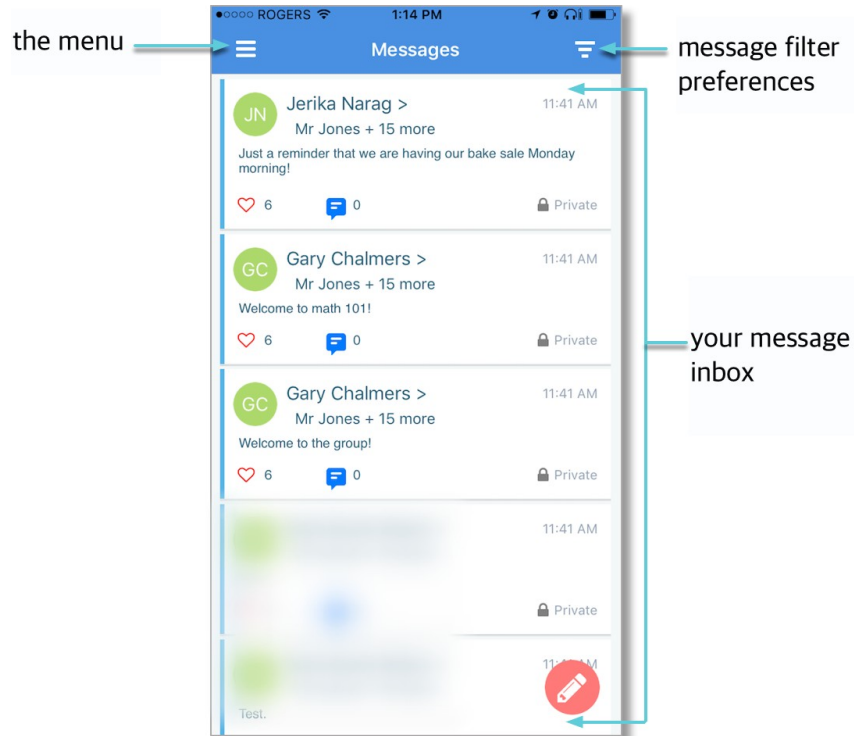 ROGERS 1:14 PM
the menu
Messages
message filter
preferences
JN
Jerika Narag >
11:41 AM
Mr Jones + 15 more
Just a reminder that we are having our bake sale Monday
morning!
6 0 Private
GC
Gary Chalmers >
11:41 AM
Mr Jones + 15 more
Welcome to math 101!
6 0 Private
your message
inbox
GC
Gary Chalmers >
11:41 AM
Mr Jones + 15 more
Welcome to the group!
6 0 Private
11:41 AM
Private
Test.